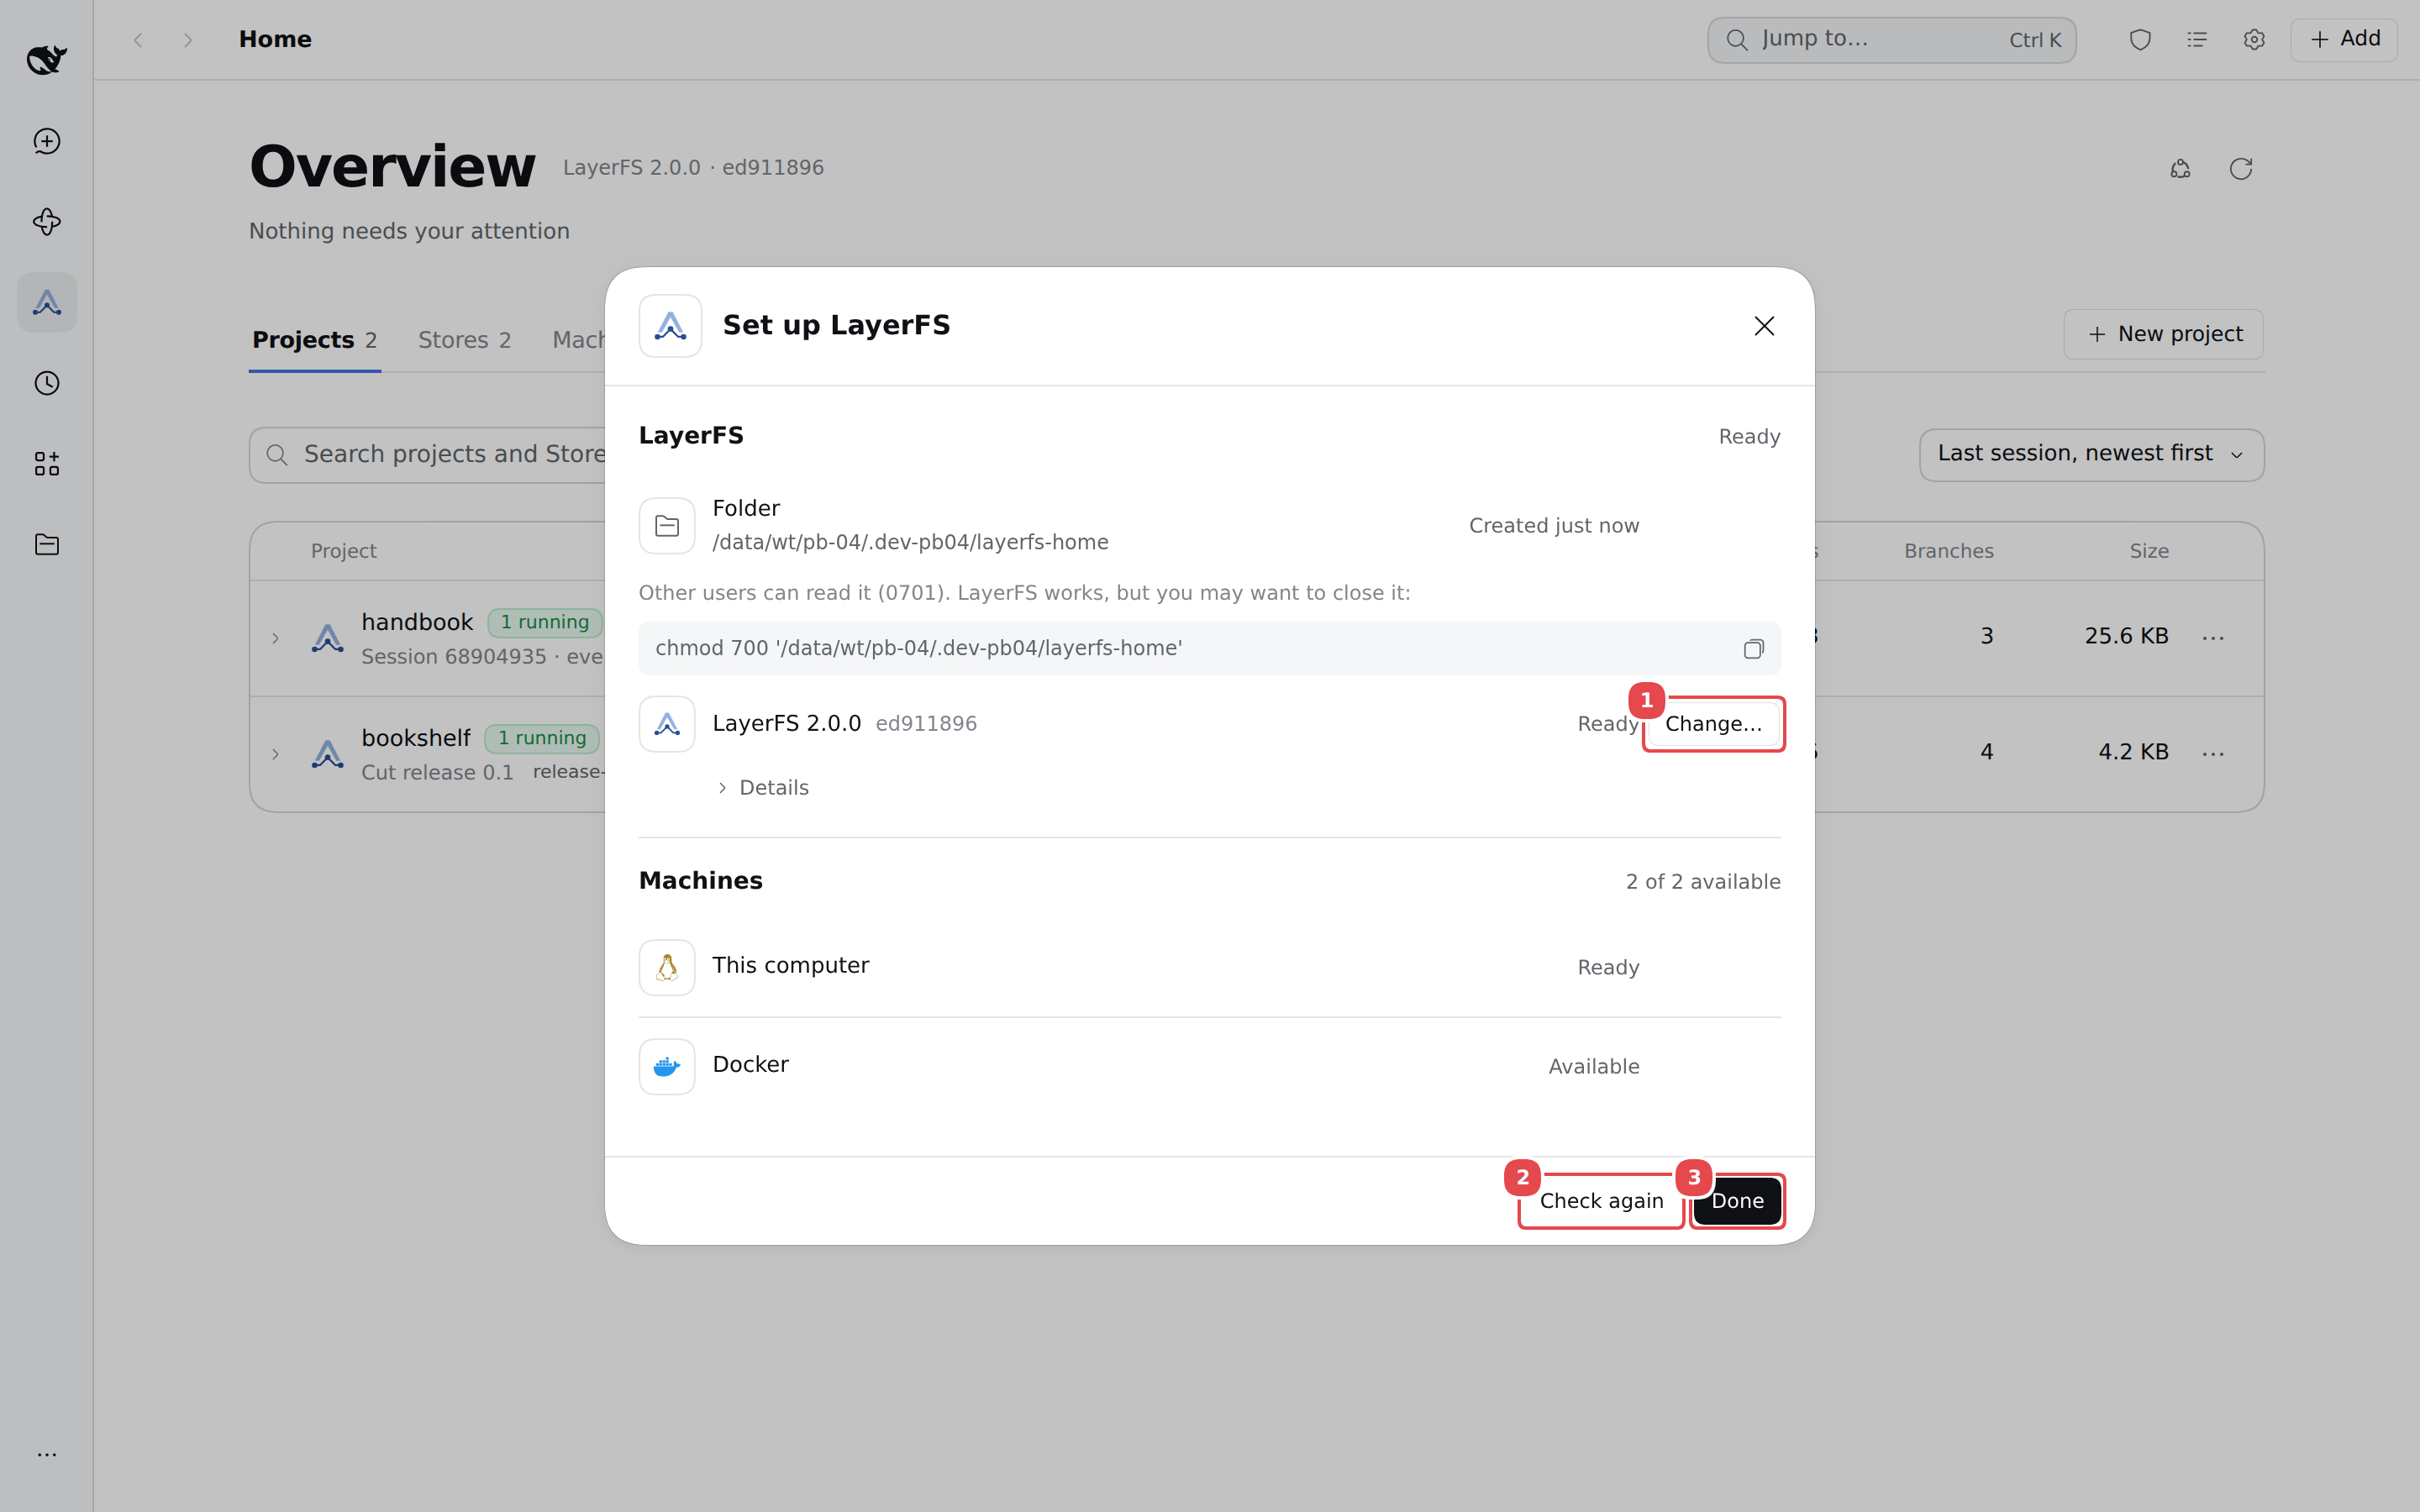 Home
Jump to...
Ctrl K
Add
Overview
LayerFS 2.0.0 · ed911896
Nothing needs your attention
Projects 2
Stores 2
Mach
New project
Search projects and Store
Last session, newest first
Project
Branches
Size
handbook
1 running
Session 68904935 · eve
3
25.6 KB
bookshelf
1 running
Cut release 0.1
release-
4
4.2 KB
Set up LayerFS
LayerFS
Ready
Folder
/data/wt/pb-04/.dev-pb04/layerfs-home
Created just now
Other users can read it (0701). LayerFS works, but you may want to close it:
chmod 700 '/data/wt/pb-04/.dev-pb04/layerfs-home'
LayerFS 2.0.0 ed911896
Ready
1
Change...
Details
Machines
2 of 2 available
This computer
Ready
Docker
Available
2
Check again
3
Done